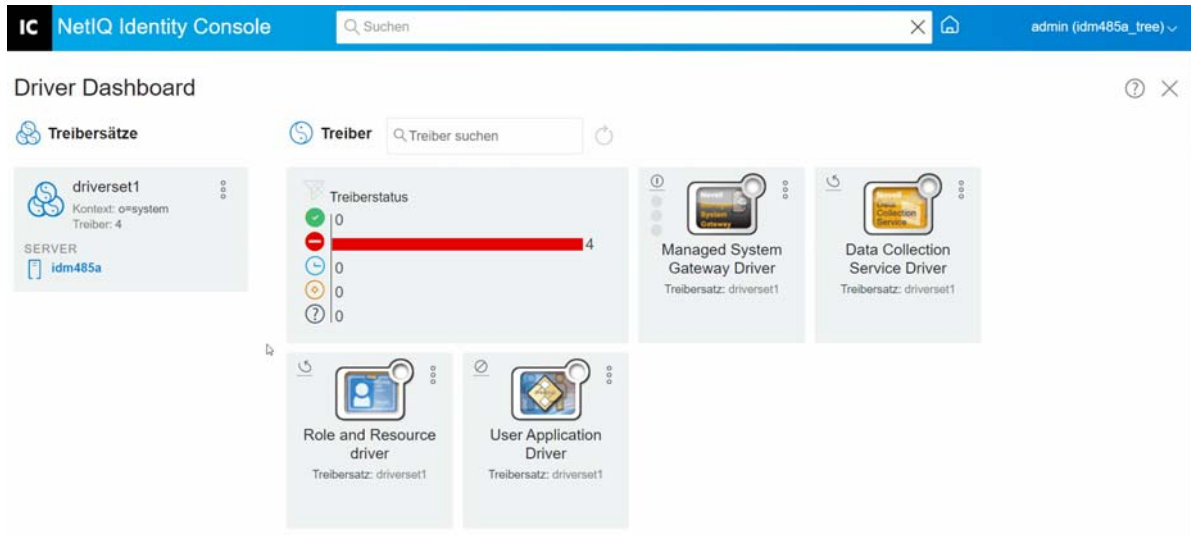 IC NetIQ Identity Console
Suchen
admin (idm485a_tree)
Driver Dashboard
Treibersätze
Treiber
Treiber suchen
driverset1
Kontext: o=system
Treiber: 4
SERVER
idm485a
Treiberstatus
0
4
0
0
0
Managed System
Gateway Driver
Treibersatz: driverset1
Data Collection
Service Driver
Treibersatz: driverset1
Role and Resource
driver
Treibersatz: driverset1
User Application
Driver
Treibersatz: driverset1